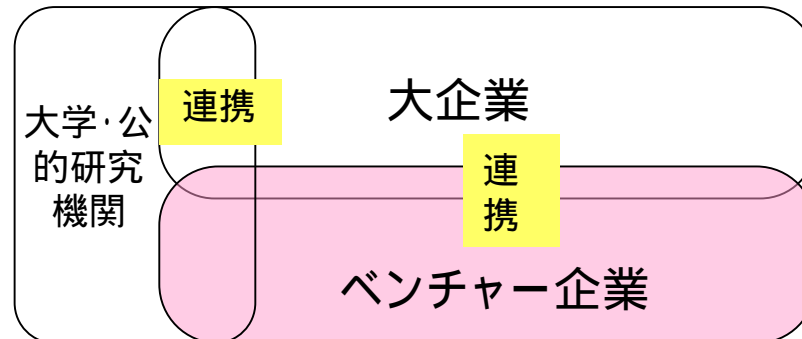 大学・公
的研究
機関
連携
大企業
連
携
ベンチャー企業